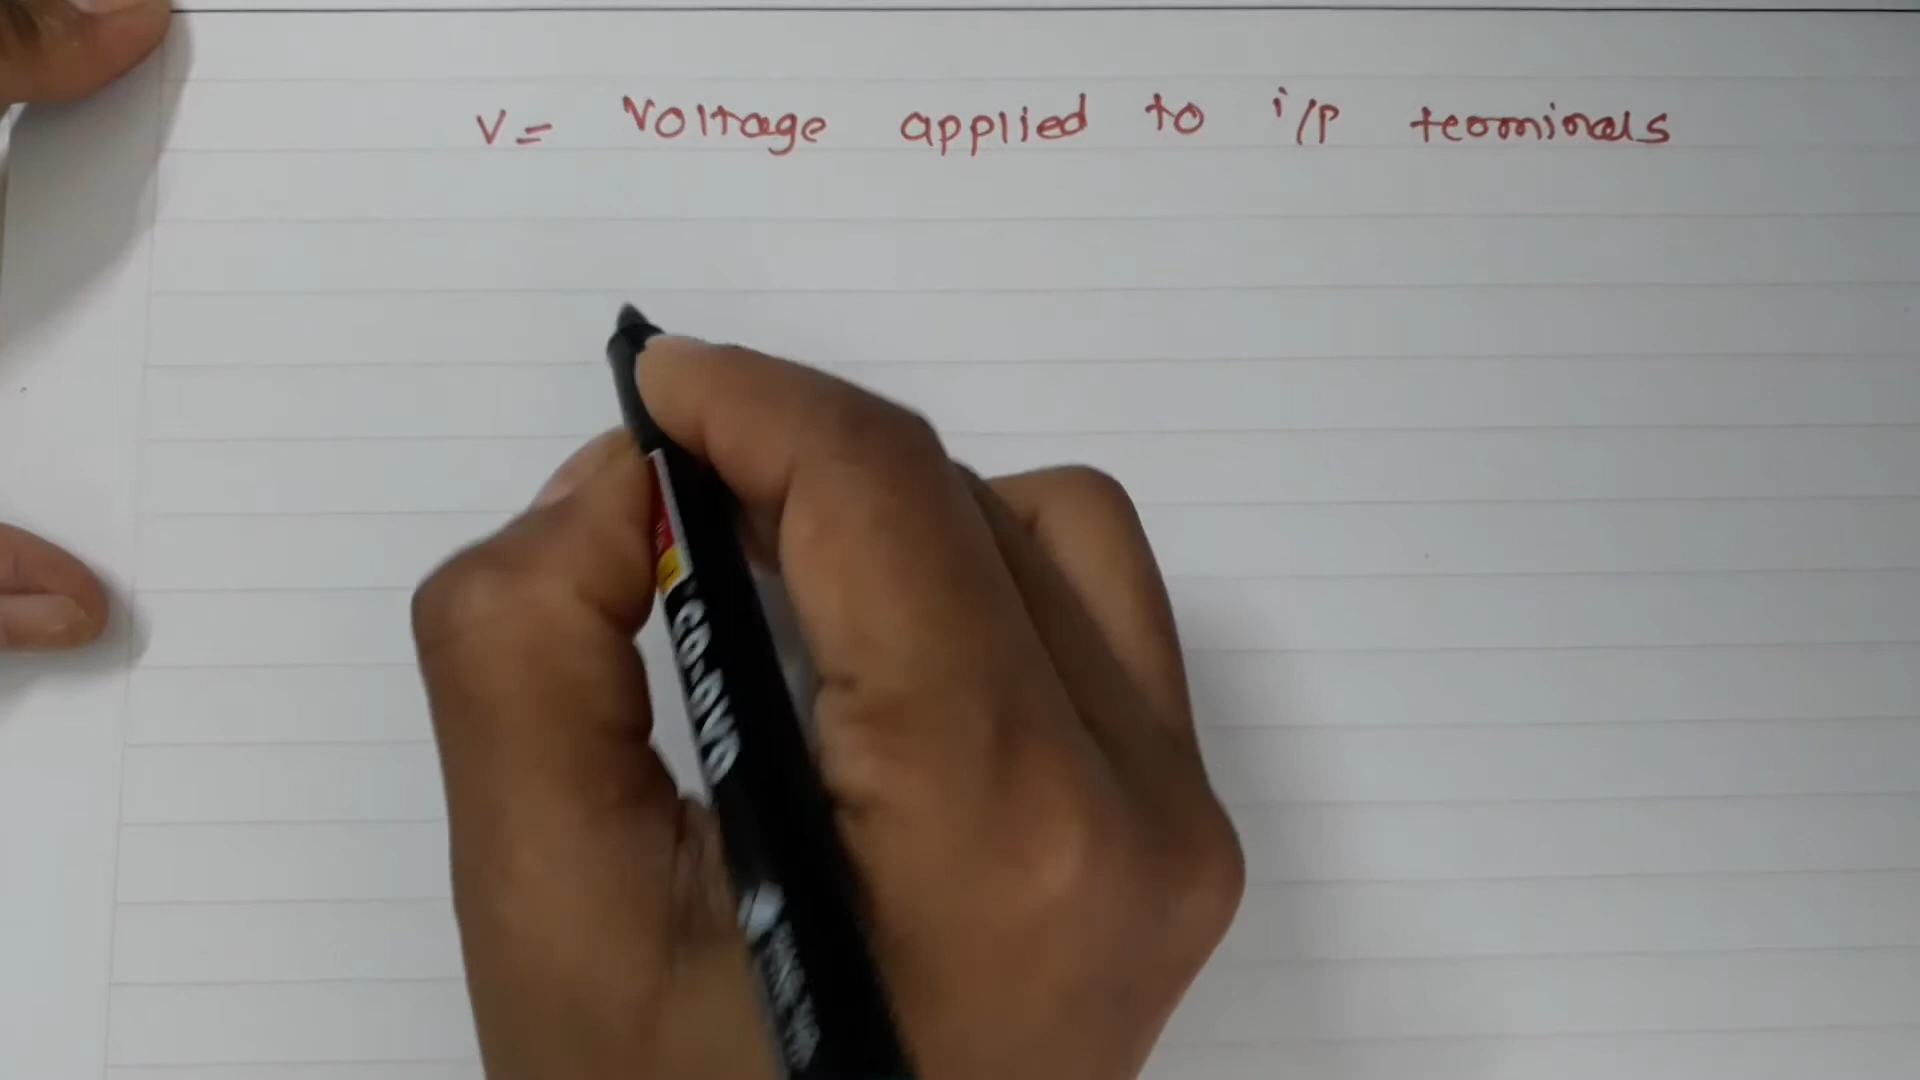 V = Voltage applied to i/p terminals